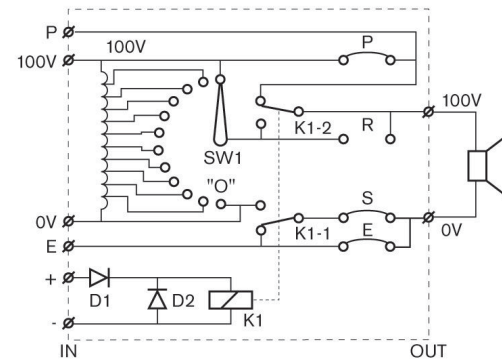 P
P
100V
100V
100V
K1-2
R
SW1
"O"
S
0V
K1-1
0V
E
E
+
D1
D2
K1
-
IN
OUT